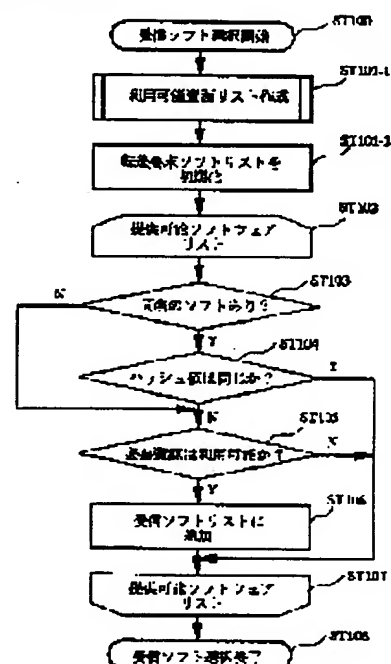 ST100
受信ソフト選択開始
ST101-1
利用可能資源リスト作成
ST101-2
転送要求ソフトリストを
初期化
ST102
提供可能ソフトウェア
リスト
ST103
N
同名のソフトあり?
Y
ST104
ハッシュ値は同じか?
Y
N
ST105
必要資源は利用可能か?
N
Y
ST106
受信ソフトリストに
追加
ST107
提供可能ソフトウェア
リスト
ST108
受信ソフト選択終了